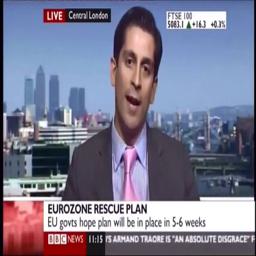 LIVE Central London
FTSE 100
5083.1 ▲ +16.3 +0.3%
EUROZONE RESCUE PLAN
EU govts hope plan will be in place in 5-6 weeks
BBC NEWS 11:15 'S ARMAND TRAORE IS "AN ABSOLUTE DISGRACE" F